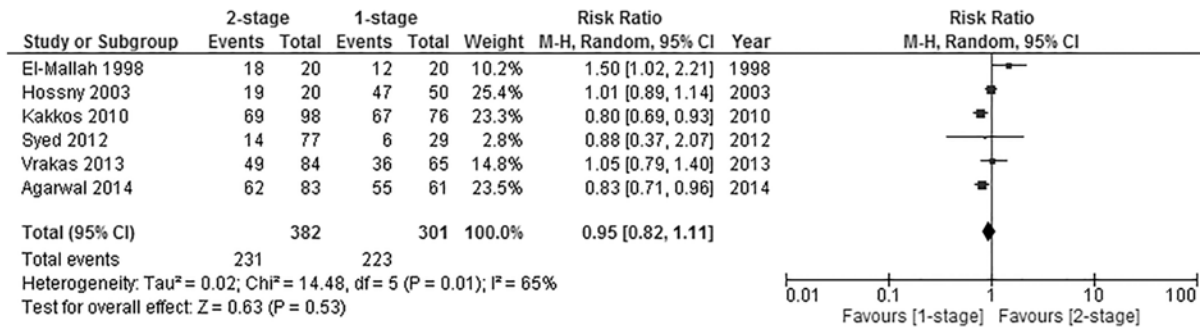 2-stage 1-stage Risk Ratio Risk Ratio
Study or Subgroup Events Total Events Total Weight M-H, Random, 95% CI Year M-H, Random, 95% CI
El-Mallah 1998 18 20 12 20 10.2% 1.50 [1.02, 2.21] 1998
Hossny 2003 19 20 47 50 25.4% 1.01 [0.89, 1.14] 2003
Kakkos 2010 69 98 67 76 23.3% 0.80 [0.69, 0.93] 2010
Syed 2012 14 77 6 29 2.8% 0.88 [0.37, 2.07] 2012
Vrakas 2013 49 84 36 65 14.8% 1.05 [0.79, 1.40] 2013
Agarwal 2014 62 83 55 61 23.5% 0.83 [0.71, 0.96] 2014
Total (95% CI) 382 301 100.0% 0.95 [0.82, 1.11]
Total events 231 223
Heterogeneity: Tau² = 0.02; Chi² = 14.48, df = 5 (P = 0.01); I² = 65%
Test for overall effect: Z = 0.63 (P = 0.53)
0.01 0.1 1 10 100
Favours [1-stage] Favours [2-stage]